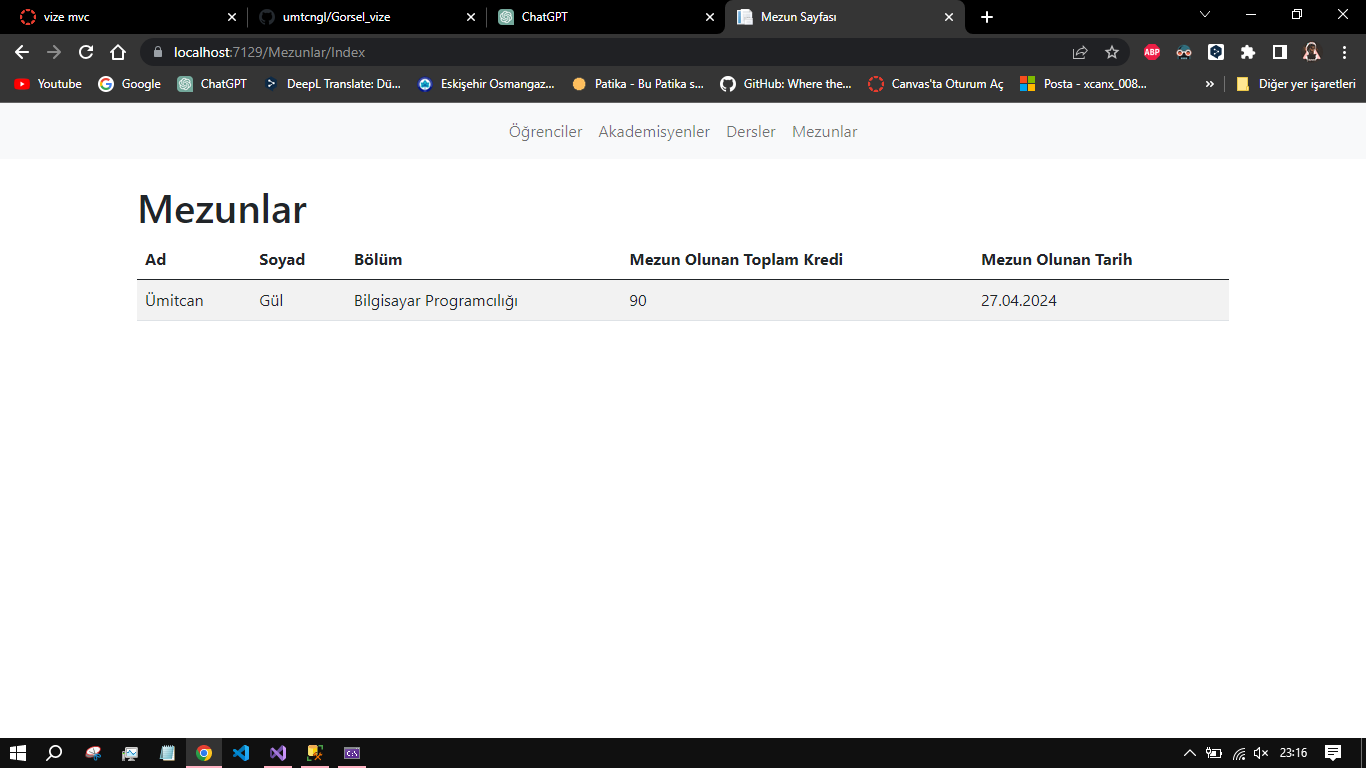 vize mvc
umtcngl/Gorsel_vize
ChatGPT
Mezun Sayfası
localhost:7129/Mezunlar/Index
ABP
Youtube
Google
ChatGPT
DeepL Translate: Dü...
Eskişehir Osmangaz...
Patika - Bu Patika s...
GitHub: Where the...
Canvas'ta Oturum Aç
Posta - xcanx_008...
»
Diğer yer işaretleri
Öğrenciler Akademisyenler Dersler Mezunlar
Mezunlar
Ad Soyad Bölüm Mezun Olunan Toplam Kredi Mezun Olunan Tarih
Ümitcan Gül Bilgisayar Programcılığı 90 27.04.2024
23:16